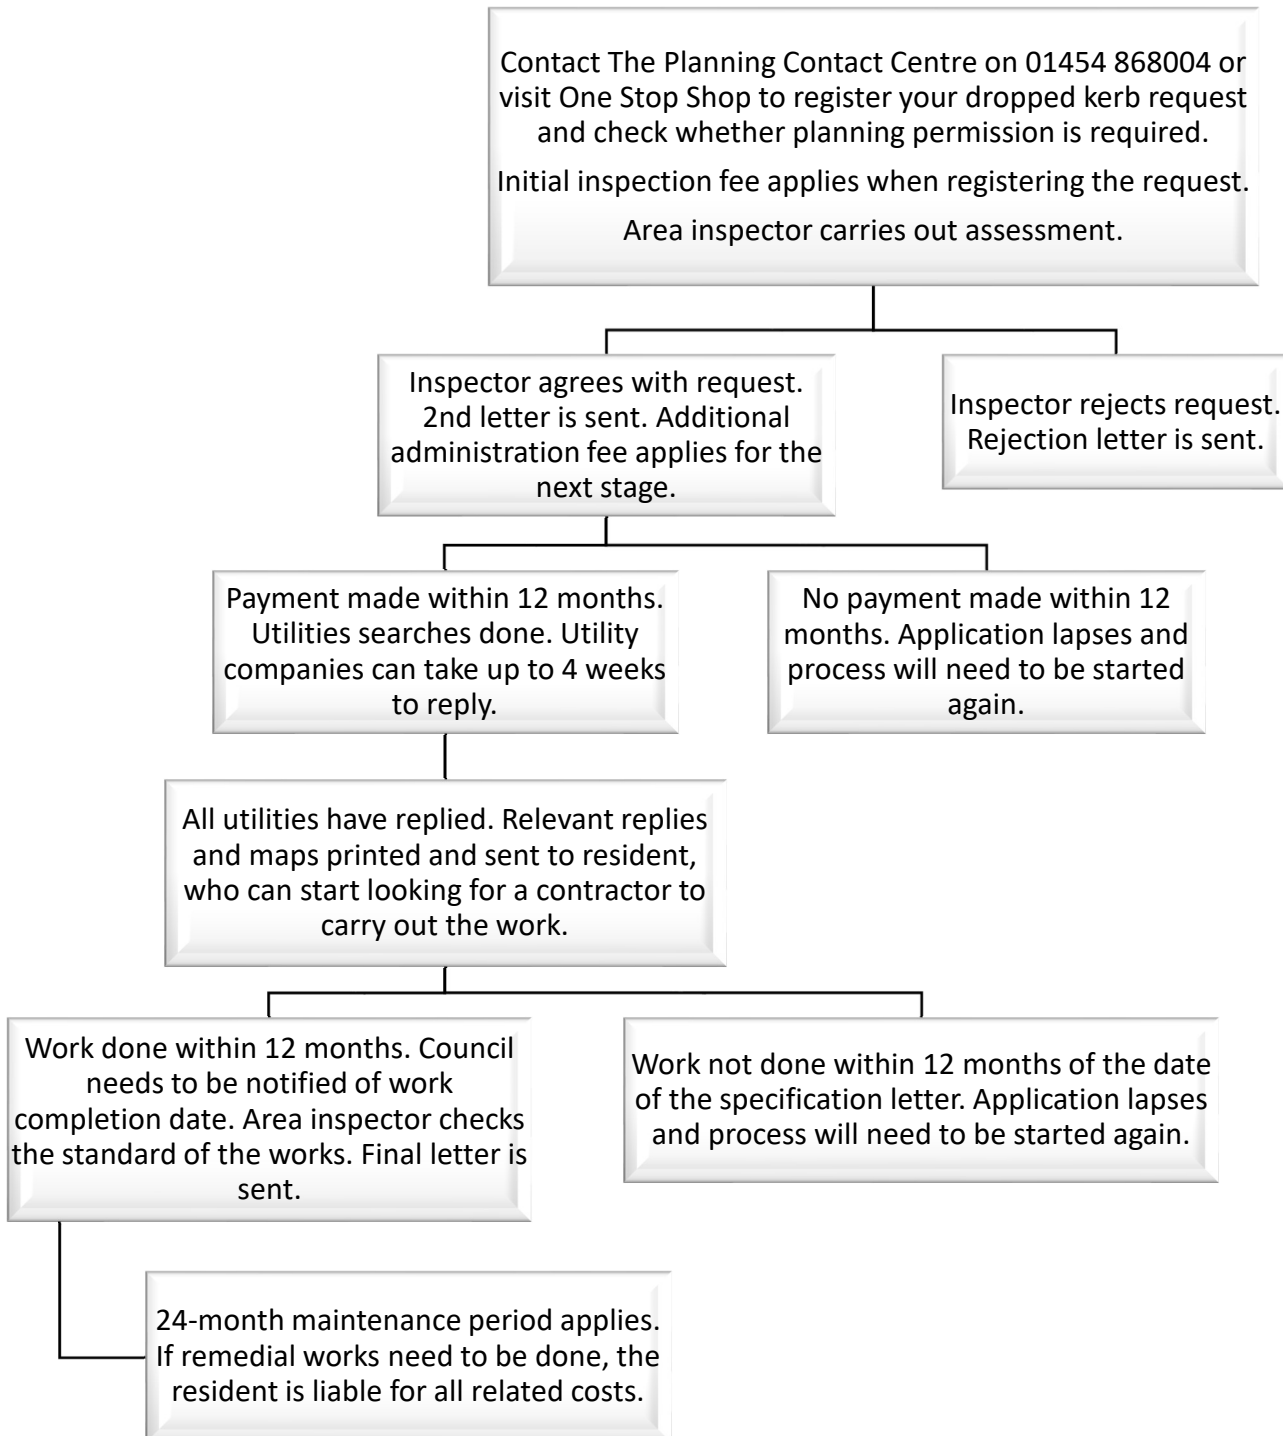 Contact The Planning Contact Centre on 01454 868004 or
visit One Stop Shop to register your dropped kerb request
and check whether planning permission is required.
Initial inspection fee applies when registering the request.
Area inspector carries out assessment.
Inspector agrees with request.
2nd letter is sent. Additional
administration fee applies for the
next stage.
Inspector rejects request.
Rejection letter is sent.
Payment made within 12 months.
Utilities searches done. Utility
companies can take up to 4 weeks
to reply.
No payment made within 12
months. Application lapses and
process will need to be started
again.
All utilities have replied. Relevant replies
and maps printed and sent to resident,
who can start looking for a contractor to
carry out the work.
Work done within 12 months. Council
needs to be notified of work
completion date. Area inspector checks
the standard of the works. Final letter is
sent.
Work not done within 12 months of the date
of the specification letter. Application lapses
and process will need to be started again.
24-month maintenance period applies.
If remedial works need to be done, the
resident is liable for all related costs.